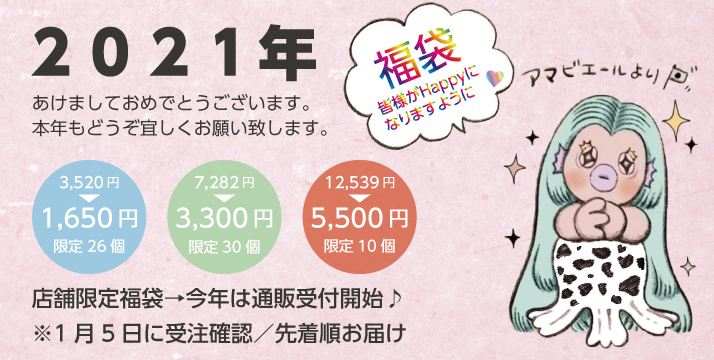 2021年
あけましておめでとうございます。
本年もどうぞ宜しくお願い致します。
福袋
皆様がHappyに
なりますように
アマビエールより
3,520円
1,650円
限定26個
7,282円
3,300円
限定30個
12,539円
5,500円
限定10個
店舗限定福袋→今年は通販受付開始♪
※1月5日に受注確認／先着順お届け